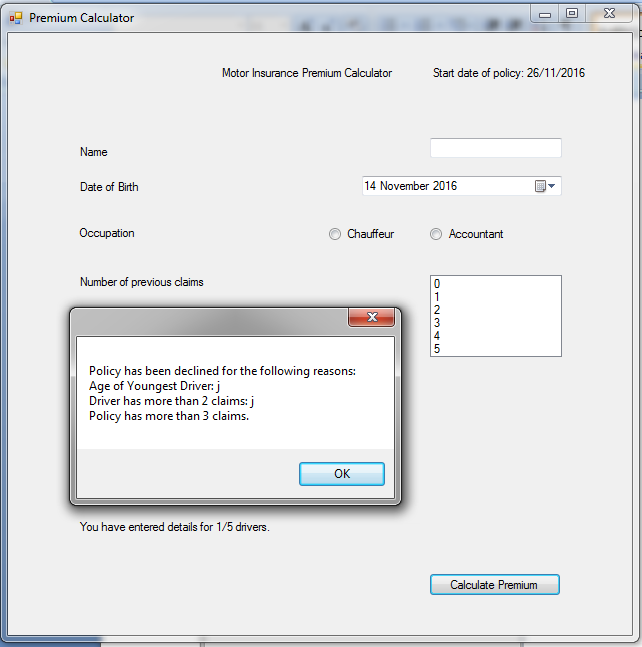 Premium Calculator
Motor Insurance Premium Calculator
Start date of policy: 26/11/2016
Name
Date of Birth
14 November 2016
Occupation
Chauffeur
Accountant
Number of previous claims
0
1
2
3
4
5
Policy has been declined for the following reasons:
Age of Youngest Driver: j
Driver has more than 2 claims: j
Policy has more than 3 claims.
OK
You have entered details for 1/5 drivers.
Calculate Premium